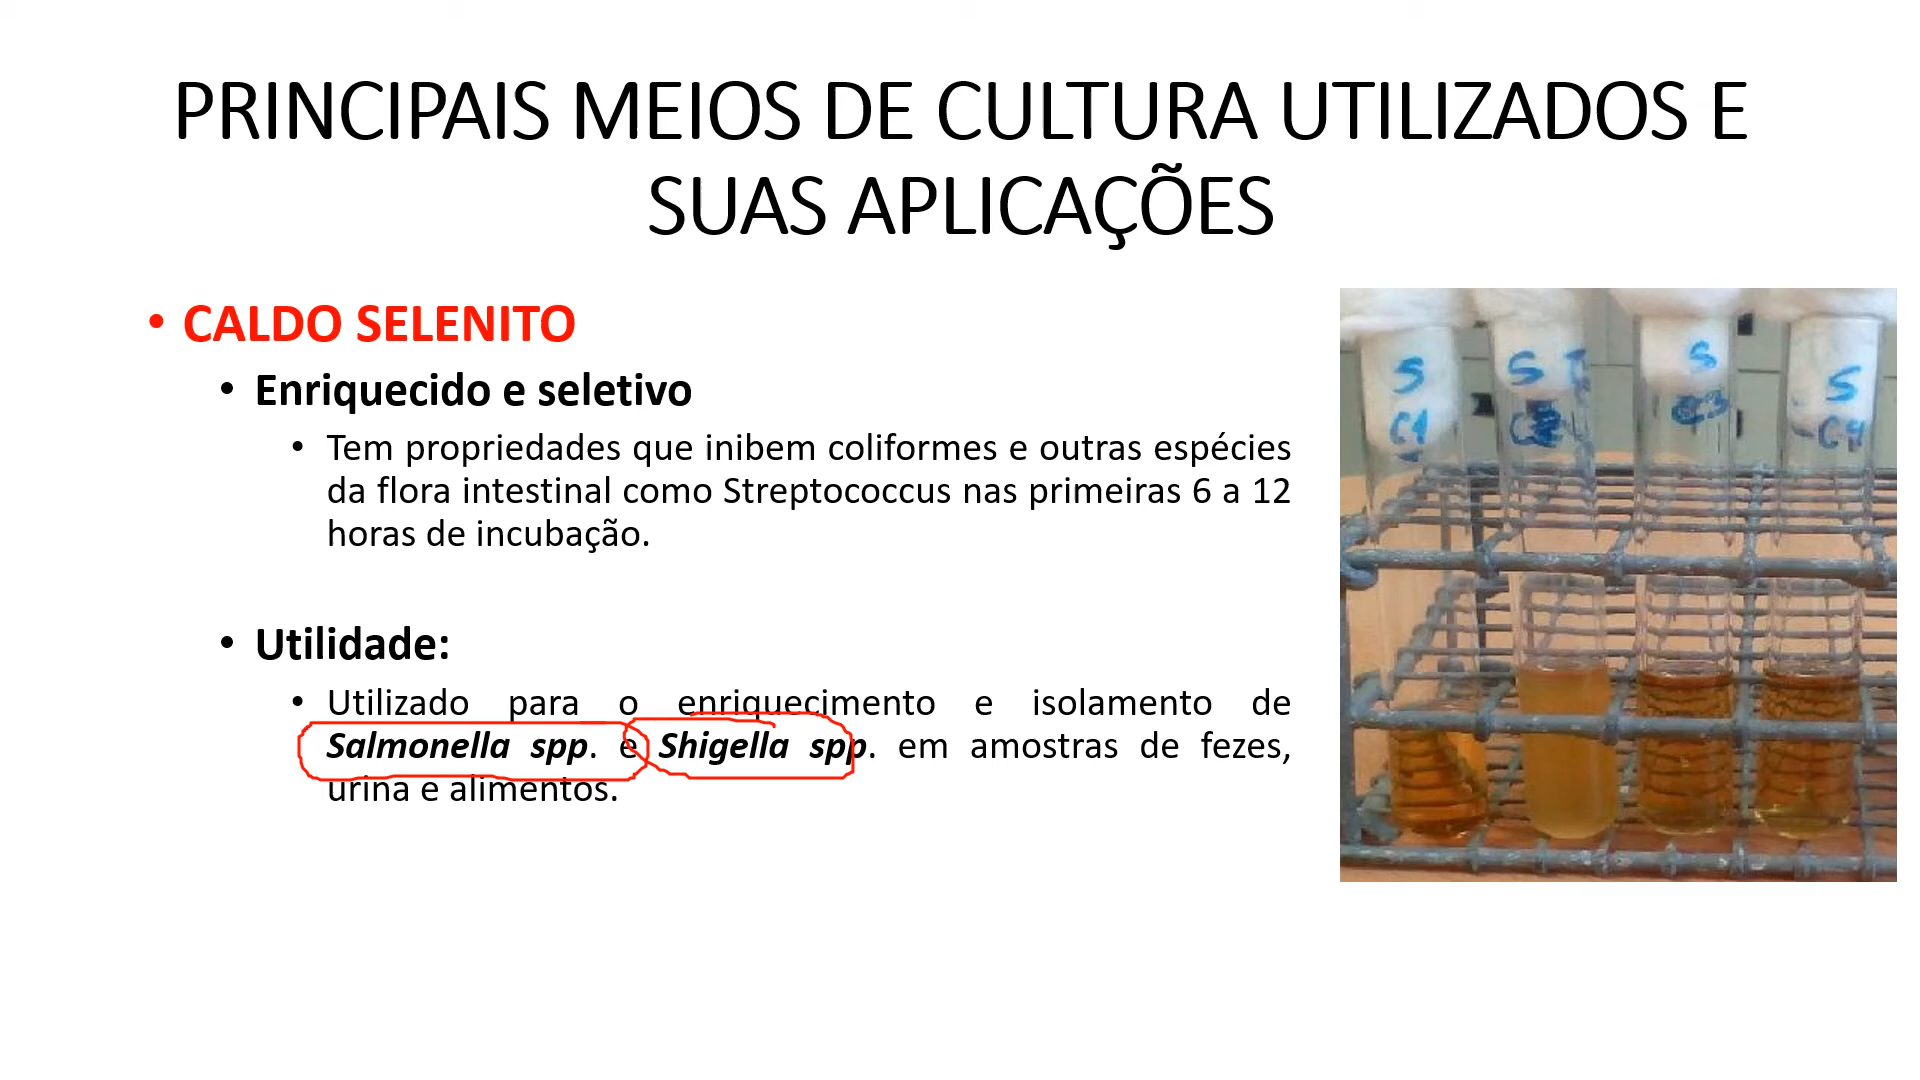 PRINCIPAIS MEIOS DE CULTURA UTILIZADOS E
SUAS APLICAÇÕES
• CALDO SELENITO
• Enriquecido e seletivo
• Tem propriedades que inibem coliformes e outras espécies
da flora intestinal como Streptococcus nas primeiras 6 a 12
horas de incubação.
• Utilidade:
• Utilizado para o enriquecimento e isolamento de
Salmonella spp. e Shigella spp. em amostras de fezes,
urina e alimentos.
S S S S
C1 C3 C4